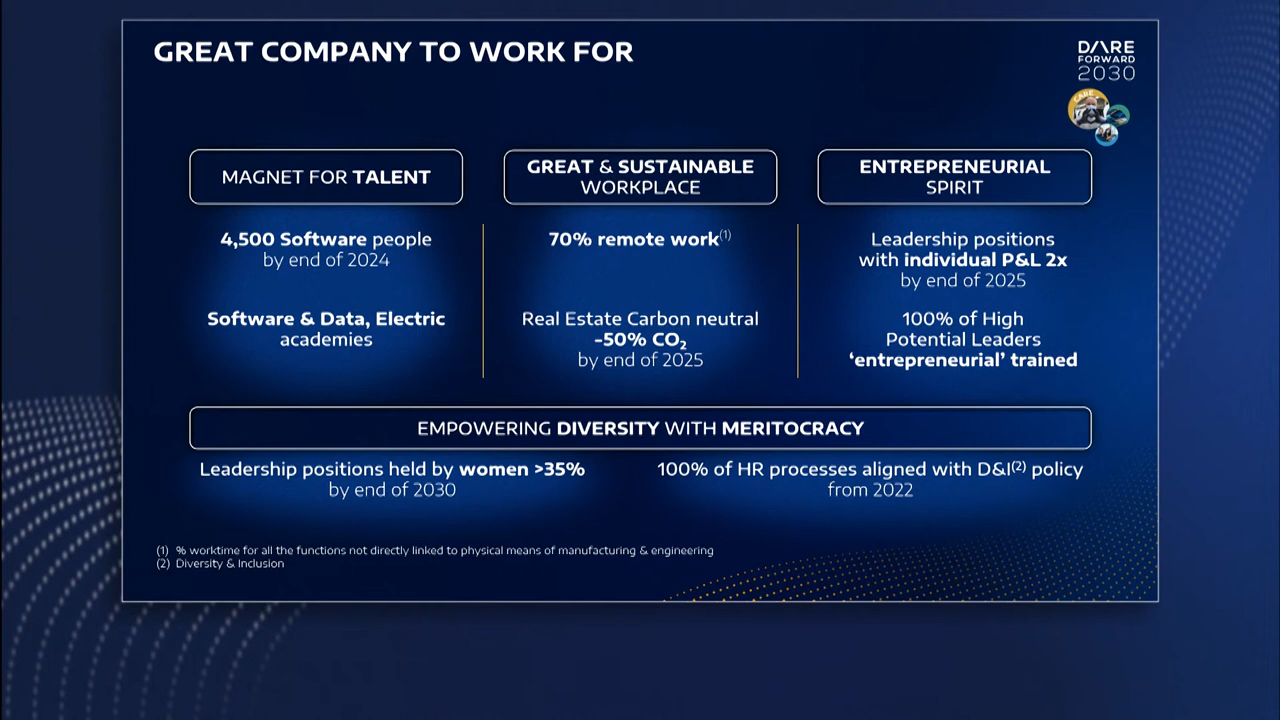 GREAT COMPANY TO WORK FOR
DARE
FORWARD
2030
CARE
MAGNET FOR TALENT
4,500 Software people
by end of 2024
Software & Data, Electric
academies
GREAT & SUSTAINABLE
WORKPLACE
70% remote work(1)
Real Estate Carbon neutral
-50% CO₂
by end of 2025
ENTREPRENEURIAL
SPIRIT
Leadership positions
with individual P&L 2x
by end of 2025
100% of High
Potential Leaders
‘entrepreneurial’ trained
EMPOWERING DIVERSITY WITH MERITOCRACY
Leadership positions held by women >35%
by end of 2030
100% of HR processes aligned with D&I(2) policy
from 2022
(1) % worktime for all the functions not directly linked to physical means of manufacturing & engineering
(2) Diversity & Inclusion